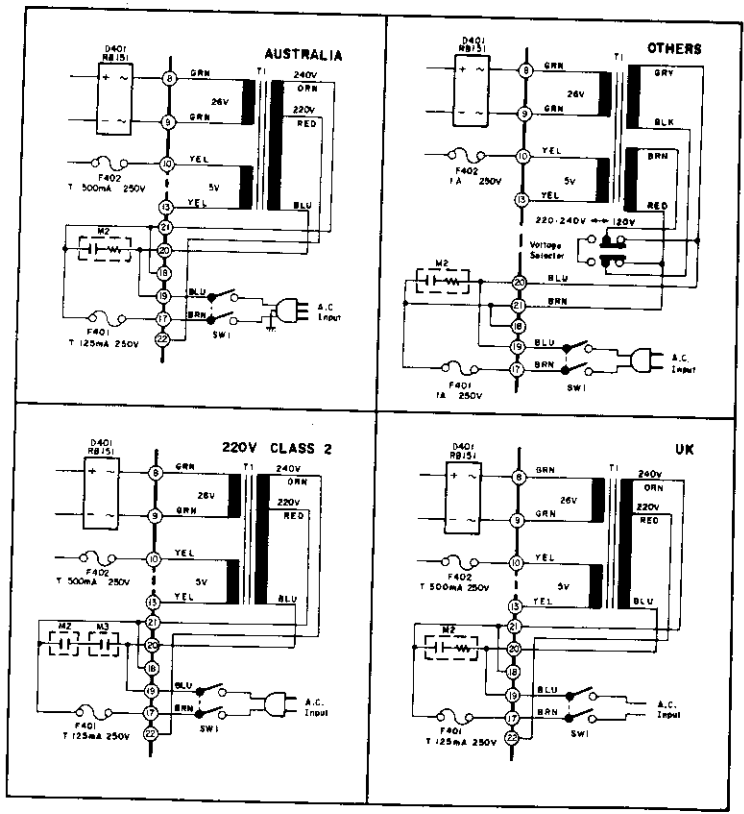 AUSTRALIA
D401
RB151
+ ~
- ~
8
GRN
T1
240V
ORN
26V
220V
RED
9
GRN
10
YEL
F402
T 500mA 250V
5V
13
YEL
BLU
21
M2
20
18
19
BLU
17
BRN
A.C.
Input
F401
T 125mA 250V
SW1
22
OTHERS
D401
RB151
+ ~
- ~
8
GRN
T1
GRY
26V
9
GRN
BLK
10
YEL
BRN
F402
1A 250V
5V
13
YEL
RED
220-240V ↔ 120V
Voltage
Selector
M2
20
BLU
21
BRN
18
19
BLU
17
BRN
A.C.
Input
F401
1A 250V
SW1
220V CLASS 2
D401
RB151
+ ~
- ~
8
GRN
T1
240V
ORN
26V
220V
RED
9
GRN
10
YEL
F402
T 500mA 250V
5V
13
YEL
BLU
21
M2 M3
20
18
19
BLU
17
BRN
A.C.
Input
F401
T 125mA 250V
SW1
22
UK
D401
RB151
+ ~
- ~
8
BRN
T1
240V
ORN
26V
220V
RED
9
GRN
10
YEL
F402
T 500mA 250V
5V
13
YEL
BLU
21
M2
20
18
19
BLU
17
BRN
A.C.
Input
F401
T 125mA 250V
SW1
22